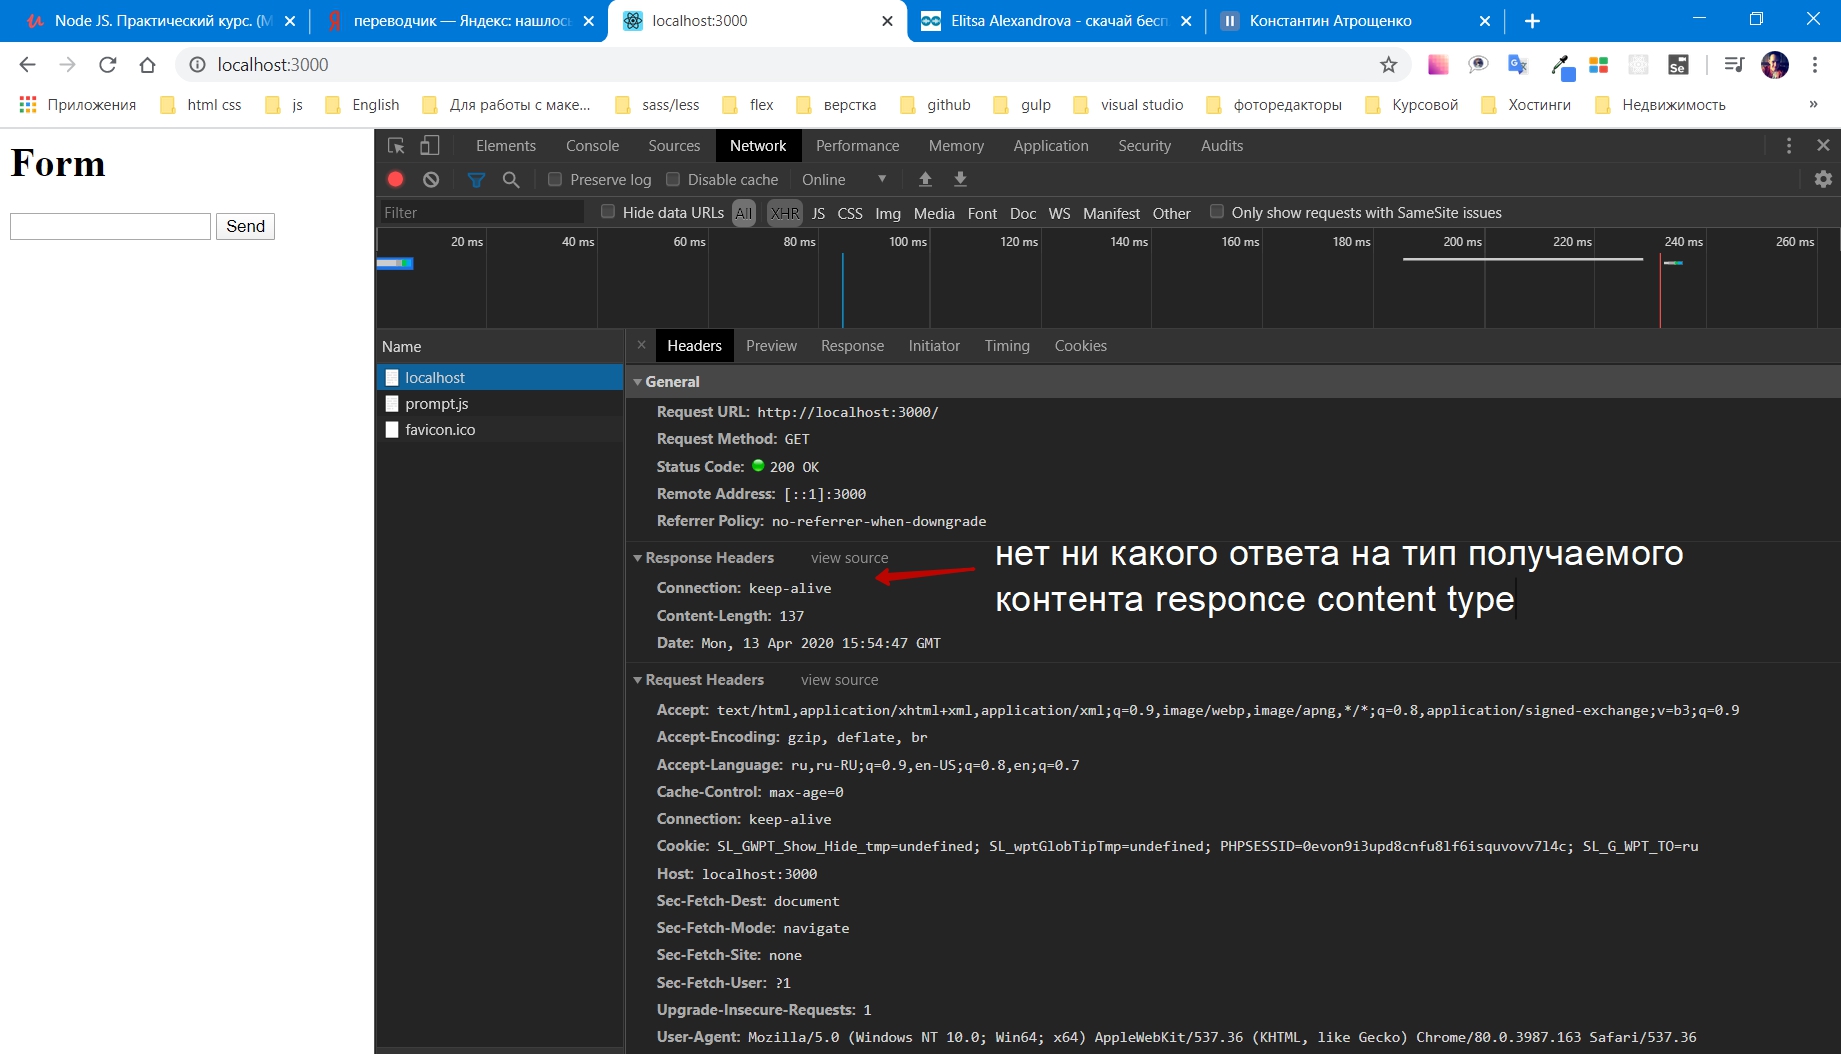 Node JS. Практический курс. (М
переводчик — Яндекс: нашлось
localhost:3000
Elitsa Alexandrova - скачай бесп
Константин Атрощенко
localhost:3000
Приложения
html css
js
English
Для работы с маке...
sass/less
flex
верстка
github
gulp
visual studio
фоторедакторы
Курсовой
Хостинги
Недвижимость
»
Form
Send
Elements Console Sources Network Performance Memory Application Security Audits
Preserve log Disable cache Online
Filter Hide data URLs All XHR JS CSS Img Media Font Doc WS Manifest Other Only show requests with SameSite issues
20 ms 40 ms 60 ms 80 ms 100 ms 120 ms 140 ms 160 ms 180 ms 200 ms 220 ms 240 ms 260 ms
Name
localhost
prompt.js
favicon.ico
Headers Preview Response Initiator Timing Cookies
General
Request URL: http://localhost:3000/
Request Method: GET
Status Code: 200 OK
Remote Address: [::1]:3000
Referrer Policy: no-referrer-when-downgrade
Response Headers view source
нет ни какого ответа на тип получаемого
контента responce content type
Connection: keep-alive
Content-Length: 137
Date: Mon, 13 Apr 2020 15:54:47 GMT
Request Headers view source
Accept: text/html,application/xhtml+xml,application/xml;q=0.9,image/webp,image/apng,*/*;q=0.8,application/signed-exchange;v=b3;q=0.9
Accept-Encoding: gzip, deflate, br
Accept-Language: ru,ru-RU;q=0.9,en-US;q=0.8,en;q=0.7
Cache-Control: max-age=0
Connection: keep-alive
Cookie: SL_GWPT_Show_Hide_tmp=undefined; SL_wptGlobTipTmp=undefined; PHPSESSID=0evon9i3upd8cnfu8lf6isquvovv7l4c; SL_G_WPT_TO=ru
Host: localhost:3000
Sec-Fetch-Dest: document
Sec-Fetch-Mode: navigate
Sec-Fetch-Site: none
Sec-Fetch-User: ?1
Upgrade-Insecure-Requests: 1
User-Agent: Mozilla/5.0 (Windows NT 10.0; Win64; x64) AppleWebKit/537.36 (KHTML, like Gecko) Chrome/80.0.3987.163 Safari/537.36